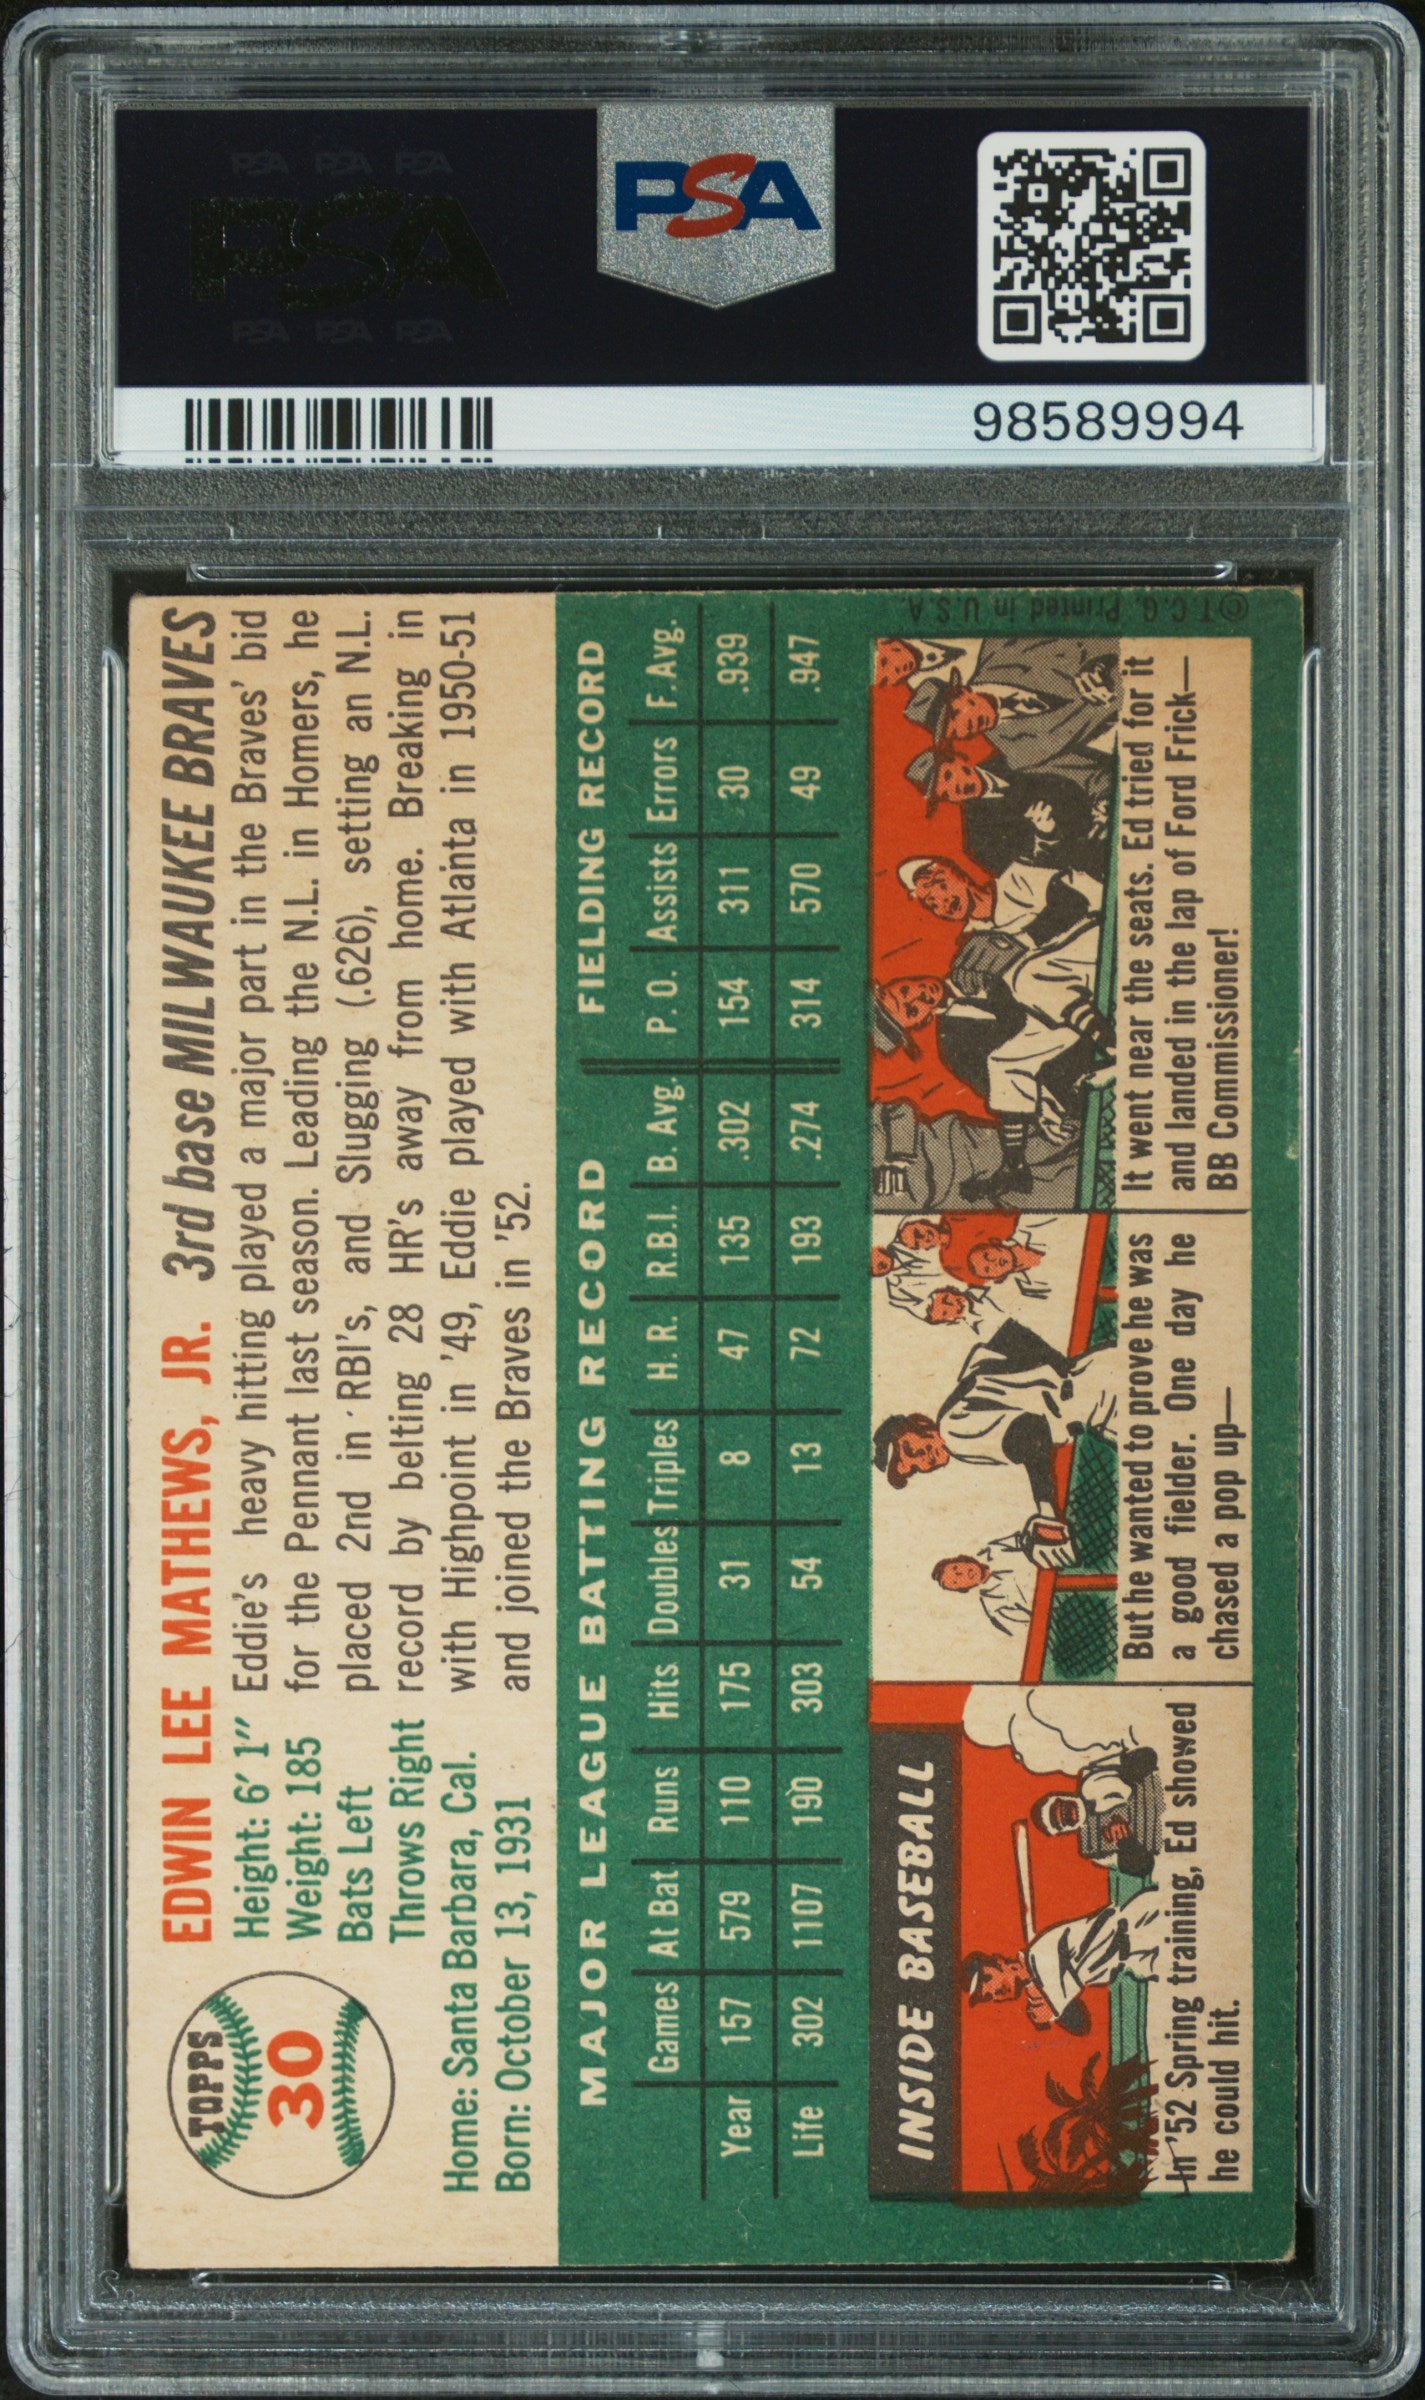 PSA PSA PSA
PSA
PSA PSA PSA
PSA
98589994
TOPPS
30
EDWIN LEE MATHEWS, JR. 3rd base MILWAUKEE BRAVES
Height: 6' 1"
Weight: 185
Bats Left
Throws Right
Home: Santa Barbara, Cal.
Born: October 13, 1931
Eddie's heavy hitting played a major part in the Braves' bid
for the Pennant last season. Leading the N.L. in Homers, he
placed 2nd in RBI's, and Slugging (.626), setting an N.L.
record by belting 28 HR's away from home. Breaking in
with Highpoint in '49, Eddie played with Atlanta in 1950-51
and joined the Braves in '52.
MAJOR LEAGUE BATTING RECORD FIELDING RECORD
Games At Bat Runs Hits Doubles Triples H. R. R.B.I. B. Avg. P. O. Assists Errors F. Avg.
Year 157 579 110 175 31 8 47 135 .302 154 311 30 .939
Life 302 1107 190 303 54 13 72 193 .274 314 570 49 .947
INSIDE BASEBALL
In '52 Spring training, Ed showed
he could hit.
But he wanted to prove he was
a good fielder. One day he
chased a pop up—
It went near the seats. Ed tried for it
and landed in the lap of Ford Frick—
BB Commissioner!
©T.C.G. Printed in U.S.A.